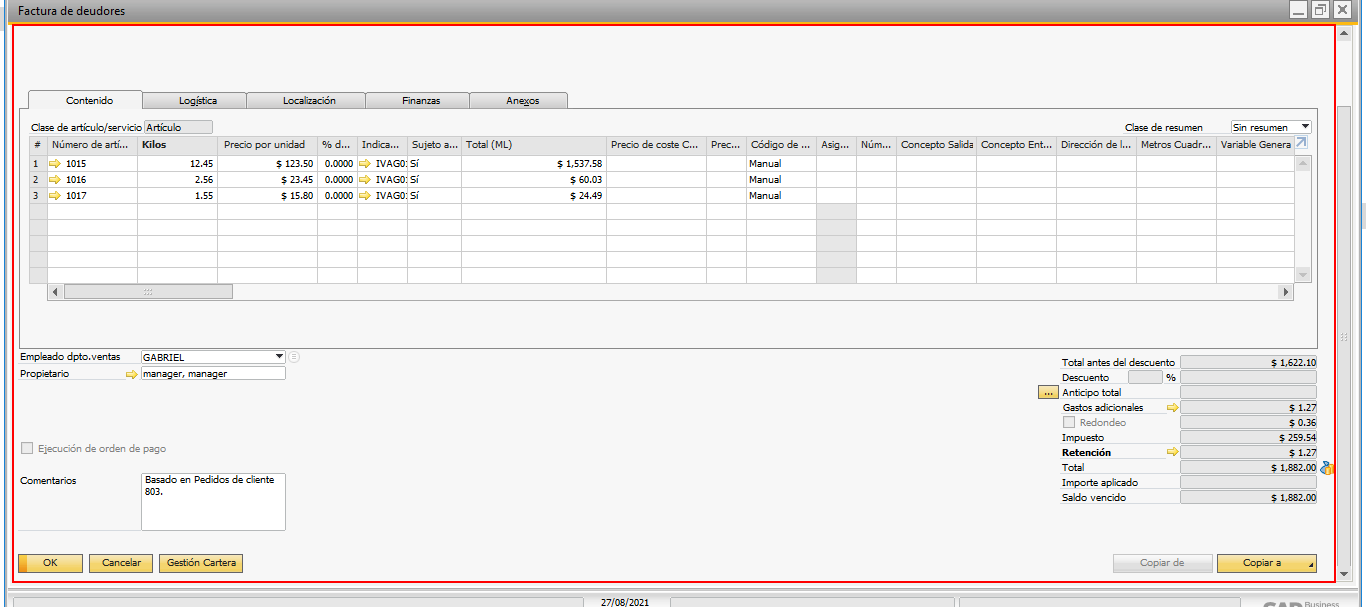 Factura de deudores
Contenido Logística Localización Finanzas Anexos
Clase de artículo/servicio Artículo Clase de resumen Sin resumen
# Número de artí... Kilos Precio por unidad % d... Indica... Sujeto a... Total (ML) Precio de coste C... Prec... Código de ... Asig... Núm... Concepto Salida Concepto Ent... Dirección de l... Metros Cuadr... Variable Genera
1 1015 12.45 $ 123.50 0.0000 IVAG0 Sí $ 1,537.58 Manual
2 1016 2.56 $ 23.45 0.0000 IVAG0 Sí $ 60.03 Manual
3 1017 1.55 $ 15.80 0.0000 IVAG0 Sí $ 24.49 Manual
Empleado dpto.ventas GABRIEL
Propietario manager, manager
Total antes del descuento $ 1,622.10
Descuento %
... Anticipo total
Gastos adicionales $ 1.27
Redondeo $ 0.36
Impuesto $ 259.54
Retención $ 1.27
Total $ 1,882.00
Importe aplicado
Saldo vencido $ 1,882.00
Ejecución de orden de pago
Comentarios Basado en Pedidos de cliente
803.
OK Cancelar Gestión Cartera Copiar de Copiar a
27/08/2021 SAP Business